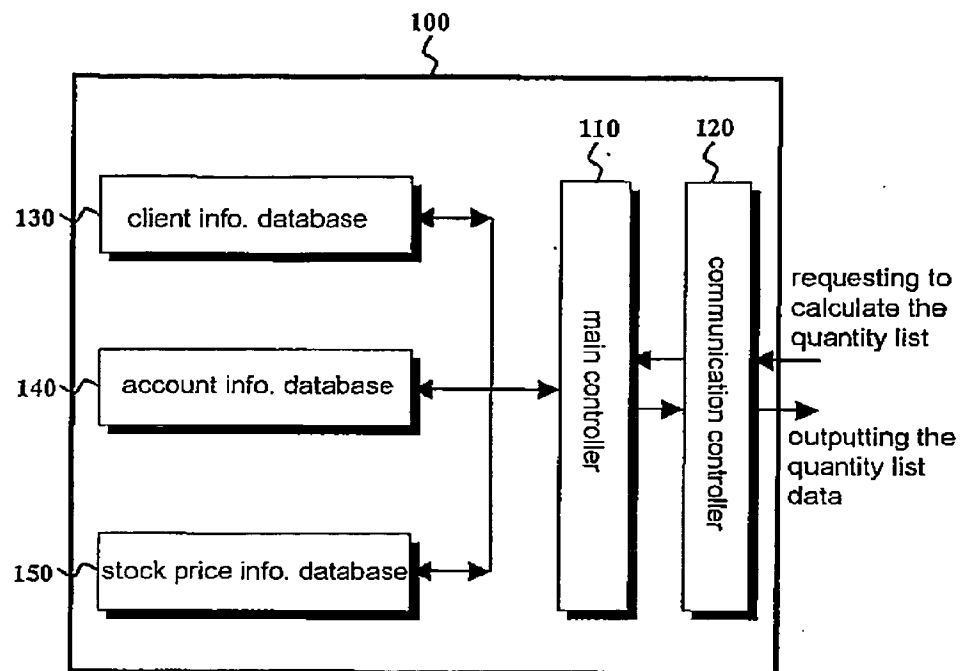 100
110
120
130
client info. database
140
account info. database
150
stock price info. database
main controller
communication controller
requesting to
calculate the
quantity list
outputting the
quantity list
data